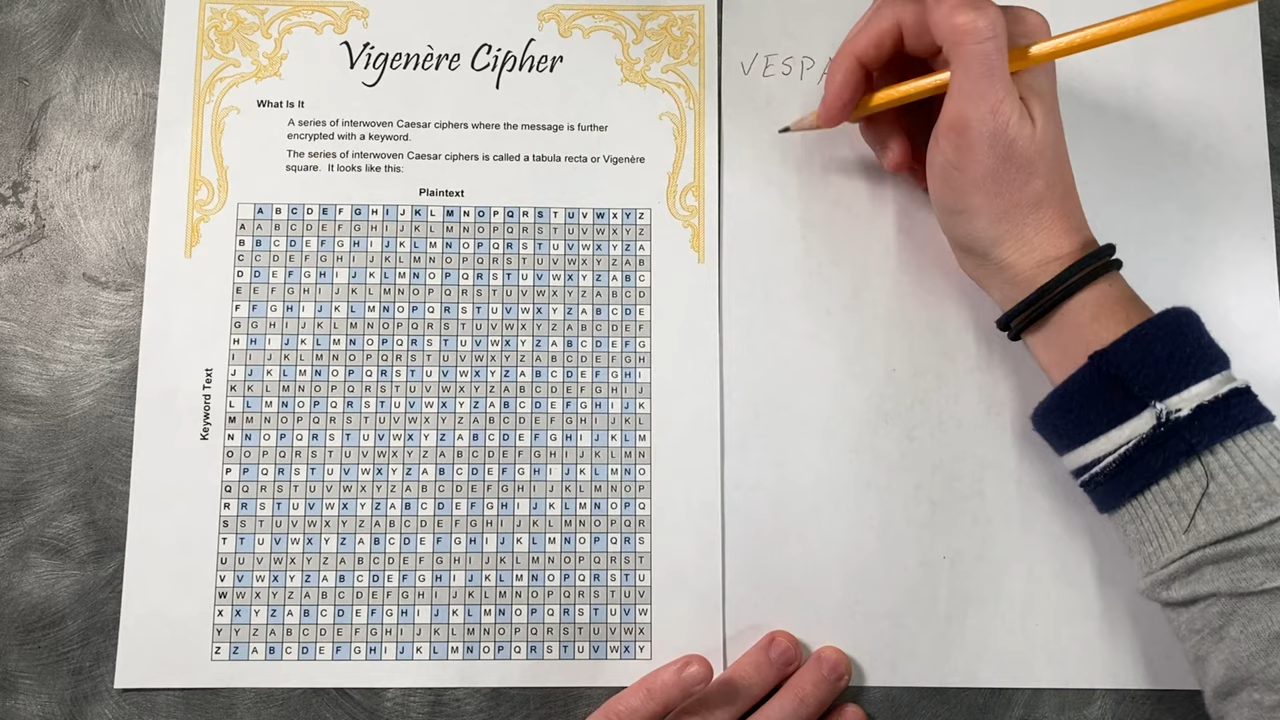 Vigenère Cipher
What Is It
A series of interwoven Caesar ciphers where the message is further
encrypted with a keyword.
The series of interwoven Caesar ciphers is called a tabula recta or Vigenère
square. It looks like this:
Plaintext
Keyword Text
A B C D E F G H I J K L M N O P Q R S T U V W X Y Z
A A B C D E F G H I J K L M N O P Q R S T U V W X Y Z
B B C D E F G H I J K L M N O P Q R S T U V W X Y Z A
C C D E F G H I J K L M N O P Q R S T U V W X Y Z A B
D D E F G H I J K L M N O P Q R S T U V W X Y Z A B C
E E F G H I J K L M N O P Q R S T U V W X Y Z A B C D
F F G H I J K L M N O P Q R S T U V W X Y Z A B C D E
G G H I J K L M N O P Q R S T U V W X Y Z A B C D E F
H H I J K L M N O P Q R S T U V W X Y Z A B C D E F G
I I J K L M N O P Q R S T U V W X Y Z A B C D E F G H
J J K L M N O P Q R S T U V W X Y Z A B C D E F G H I
K K L M N O P Q R S T U V W X Y Z A B C D E F G H I J
L L M N O P Q R S T U V W X Y Z A B C D E F G H I J K
M M N O P Q R S T U V W X Y Z A B C D E F G H I J K L
N N O P Q R S T U V W X Y Z A B C D E F G H I J K L M
O O P Q R S T U V W X Y Z A B C D E F G H I J K L M N
P P Q R S T U V W X Y Z A B C D E F G H I J K L M N O
Q Q R S T U V W X Y Z A B C D E F G H I J K L M N O P
R R S T U V W X Y Z A B C D E F G H I J K L M N O P Q
S S T U V W X Y Z A B C D E F G H I J K L M N O P Q R
T T U V W X Y Z A B C D E F G H I J K L M N O P Q R S
U U V W X Y Z A B C D E F G H I J K L M N O P Q R S T
V V W X Y Z A B C D E F G H I J K L M N O P Q R S T U
W W X Y Z A B C D E F G H I J K L M N O P Q R S T U V
X X Y Z A B C D E F G H I J K L M N O P Q R S T U V W
Y Y Z A B C D E F G H I J K L M N O P Q R S T U V W X
Z Z A B C D E F G H I J K L M N O P Q R S T U V W X Y
VESPA